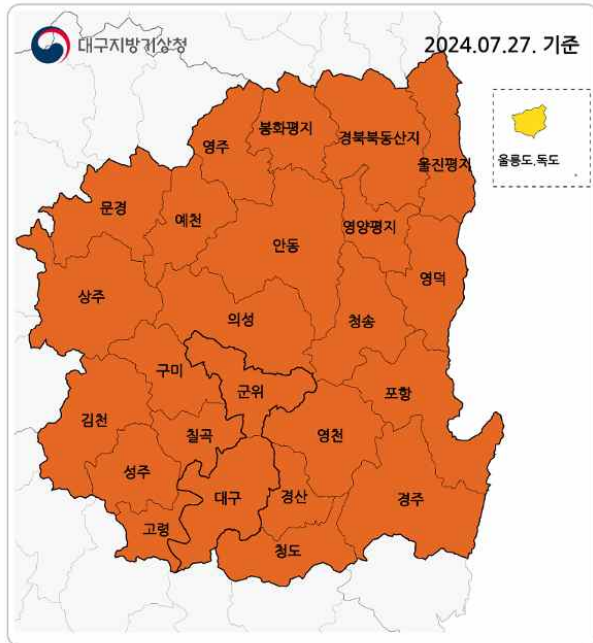 대구지방기상청
2024.07.27. 기준
영주
봉화평지
경북북동산지
울진평지
울릉도.독도
문경
예천
안동
영양평지
영덕
상주
의성
청송
구미
군위
포항
김천
칠곡
영천
성주
대구
경산
경주
고령
청도